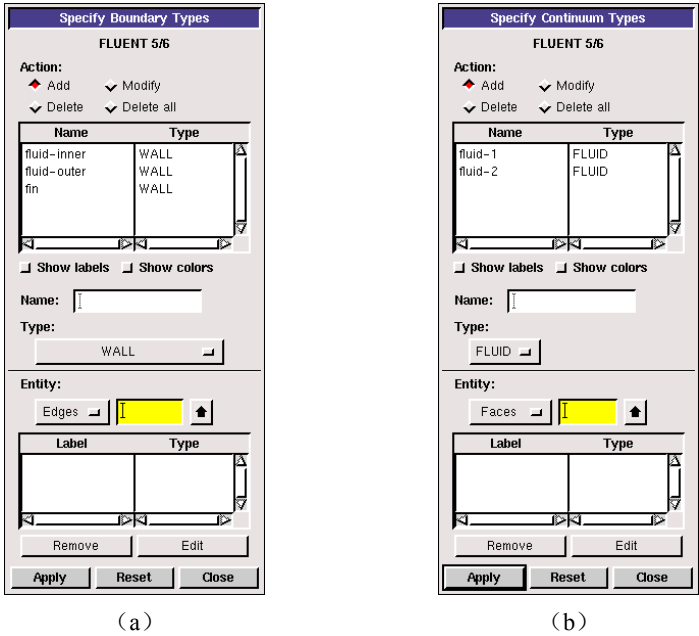 Specify Boundary Types
FLUENT 5/6
Action:
Add Modify
Delete Delete all
Name Type
fluid-inner WALL
fluid-outer WALL
fin WALL
Show labels Show colors
Name:
Type:
WALL
Entity:
Edges
Label Type
Remove Edit
Apply Reset Close
(a)
Specify Continuum Types
FLUENT 5/6
Action:
Add Modify
Delete Delete all
Name Type
fluid-1 FLUID
fluid-2 FLUID
Show labels Show colors
Name:
Type:
FLUID
Entity:
Faces
Label Type
Remove Edit
Apply Reset Close
(b)